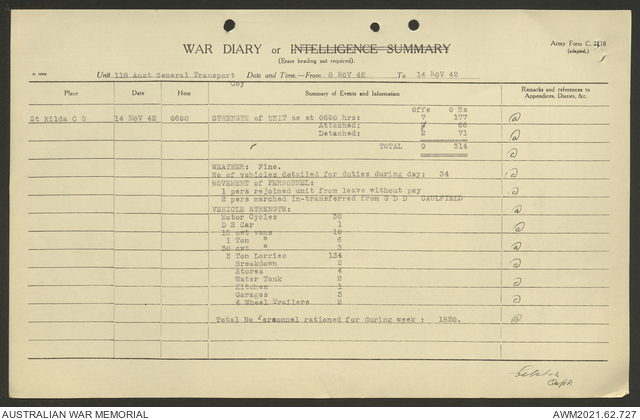 WAR DIARY or INTELLIGENCE SUMMARY
Army Form C. 2118
(adapted.)
(Erase heading not required).
Unit 118 Aust General Transport Coy Date and Time.—From 8 NOV 42 To 14 NOV 42
Place Date Hour Summary of Events and Information Remarks and references to Appendices, Diaries, &c.
Offs O Rs
St Kilda C G 14 NOV 42 0600 STRENGTH of UNIT as at 0600 hrs: 7 177
Attached: 66
Detached: 2 71
TOTAL 9 314
WEATHER: Fine.
No of vehicles detailed for duties during day: 34
MOVEMENT of PERSONNEL:
1 pers rejoined unit from leave without pay
2 pers marched in-transferred from G D D CAULFIELD
VEHICLE STRENGTH:
Motor Cycles 38
D S Car 1
15 cwt vans 16
1 Ton " 6
30 cwt " 3
3 Ton Lorries 134
Breakdown 2
Stores 4
Water Tank 2
Kitchen 1
Garages 3
4 Wheel Trailers 2
Total No Personnel rationed for during week: 1828.
Capt
AUSTRALIAN WAR MEMORIAL AWM2021.62.727